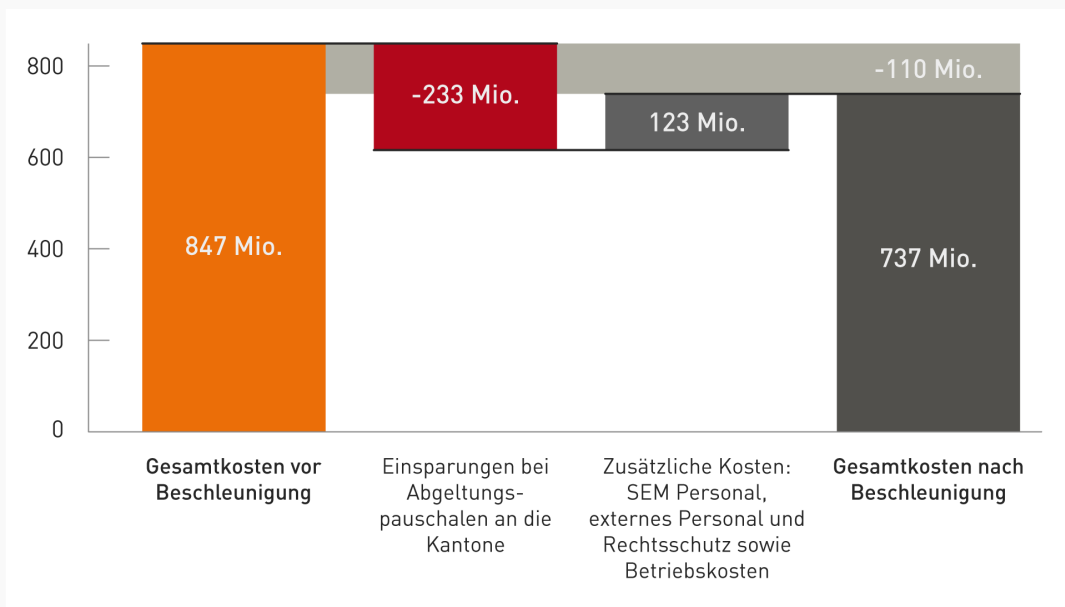 800
600
400
200
0
847 Mio.
-233 Mio.
123 Mio.
-110 Mio.
737 Mio.
Gesamtkosten vor
Beschleunigung
Einsparungen bei
Abgeltungs-
pauschalen an die
Kantone
Zusätzliche Kosten:
SEM Personal,
externes Personal und
Rechtsschutz sowie
Betriebskosten
Gesamtkosten nach
Beschleunigung